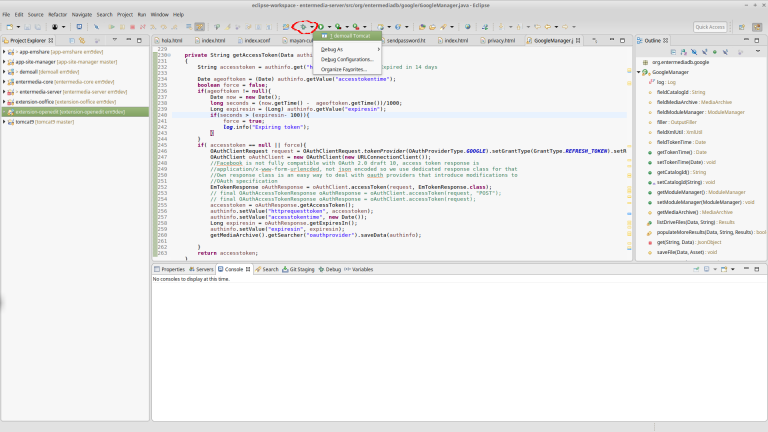 eclipse-workspace - entermedia-server/src/org/entermediadb/google/GoogleManager.java - Eclipse
File Edit Source Refactor Navigate Search Project Run Window Help
Quick Access
Project Explorer
app-emshare [app-emshare em9dev]
app-site-manager [app-site-manager em9dev]
demoall [demoall em9dev]
entermedia-core [entermedia-core em9dev]
entermedia-server [entermedia-server em9dev]
extension-ooffice [extension-ooffice em9dev]
extension-openedit [extension-openedit em9dev]
tomcat9 [tomcat9 master]
hola.html
index.html
index.xconf
sendpassword.ht
index.html
privacy.html
GoogleManager.j
1 demoall Tomcat
Debug As
Debug Configurations...
Organize Favorites...
229
230 private String getAccessToken(Data
231 {
232 String accesstoken = authinfo.get(
expired in 14 days
233
234 Date ageoftoken = (Date) authinfo.getValue("accesstokentime");
235 boolean force = false;
236 if(ageoftoken != null){
237 Date now = new Date();
238 long seconds = (now.getTime() - ageoftoken.getTime())/1000;
239 Long expiresin = (Long) authinfo.getValue("expiresin");
240 if(seconds > (expiresin- 100)){
241 force = true;
242 log.info("Expiring token");
243 }
244 }
245 if( accesstoken == null || force){
246 OAuthClientRequest request = OAuthClientRequest.tokenProvider(OAuthProviderType.GOOGLE).setGrantType(GrantType.REFRESH_TOKEN).setR
247 OAuthClient oAuthClient = new OAuthClient(new URLConnectionClient());
248 //Facebook is not fully compatible with OAuth 2.0 draft 10, access token response is
249 //application/x-www-form-urlencoded, not json encoded so we use dedicated response class for that
250 //Own response class is an easy way to deal with oauth providers that introduce modifications to
251 //OAuth specification
252 EmTokenResponse oAuthResponse = oAuthClient.accessToken(request, EmTokenResponse.class);
253 // final OAuthAccessTokenResponse oAuthResponse = oAuthClient.accessToken(request, "POST");
254 // final OAuthAccessTokenResponse oAuthResponse = oAuthClient.accessToken(request);
255 accesstoken = oAuthResponse.getAccessToken();
256 authinfo.setValue("httprequesttoken", accesstoken);
257 authinfo.setValue("accesstokentime", new Date());
258 Long expiresin = oAuthResponse.getExpiresIn();
259 authinfo.setValue("expiresin", expiresin);
260 getMediaArchive().getSearcher("oauthprovider").saveData(authinfo);
261
262 }
263 return accesstoken;
}
Outline
org.entermediadb.google
GoogleManager
log : Log
fieldCatalogId : String
fieldMediaArchive : MediaArchive
fieldModuleManager : ModuleManager
filler : OutputFiller
fieldXmlUtil : XmlUtil
fieldTokenTime : Date
getTokenTime() : Date
setTokenTime(Date) : void
getCatalogId() : String
setCatalogId(String) : void
getModuleManager() : ModuleManager
setModuleManager(ModuleManager) : void
getMediaArchive() : MediaArchive
listDriveFiles(Data, String) : Results
populateMoreResults(Data, String, Results) : bool
get(String, Data) : JsonObject
saveFile(Data, Asset) : void
Properties Servers Console Search Git Staging Debug Variables
No consoles to display at this time.